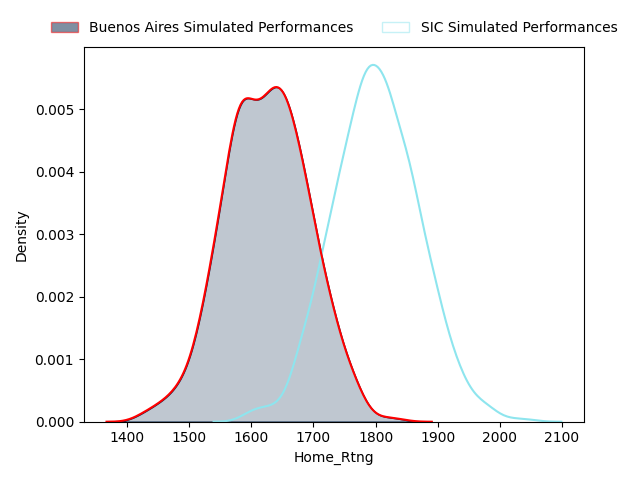 Buenos Aires Simulated Performances
SIC Simulated Performances
Density
0.005
0.004
0.003
0.002
0.001
0.000
1400 1500 1600 1700 1800 1900 2000 2100
Home_Rtng